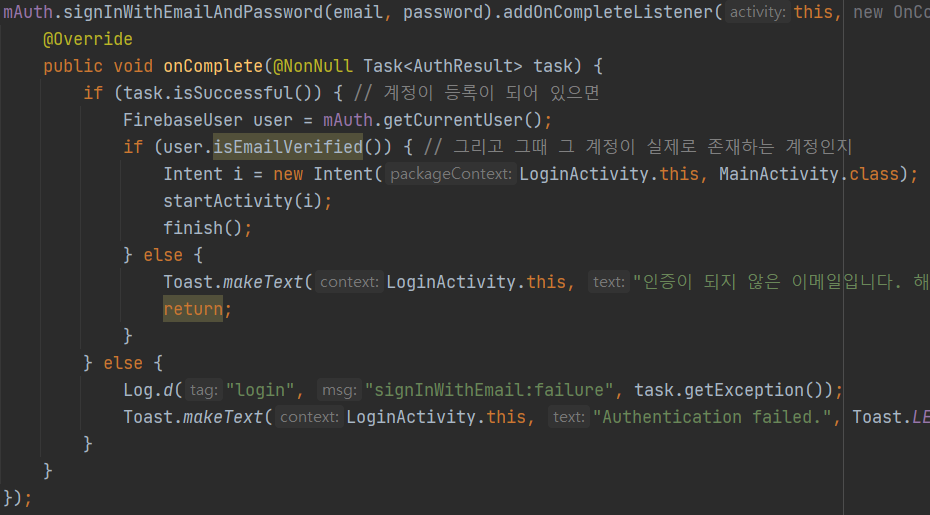 mAuth.signInWithEmailAndPassword(email, password).addOnCompleteListener( activity: this, new OnCo
@Override
public void onComplete(@NonNull Task<AuthResult> task) {
if (task.isSuccessful()) { // 계정이 등록이 되어 있으면
FirebaseUser user = mAuth.getCurrentUser();
if (user.isEmailVerified()) { // 그리고 그때 그 계정이 실제로 존재하는 계정인지
Intent i = new Intent( packageContext: LoginActivity.this, MainActivity.class);
startActivity(i);
finish();
} else {
Toast.makeText( context: LoginActivity.this, text: "인증이 되지 않은 이메일입니다. 해
return;
}
} else {
Log.d( tag: "login", msg: "signInWithEmail:failure", task.getException());
Toast.makeText( context: LoginActivity.this, text: "Authentication failed.", Toast.LE
}
}
});